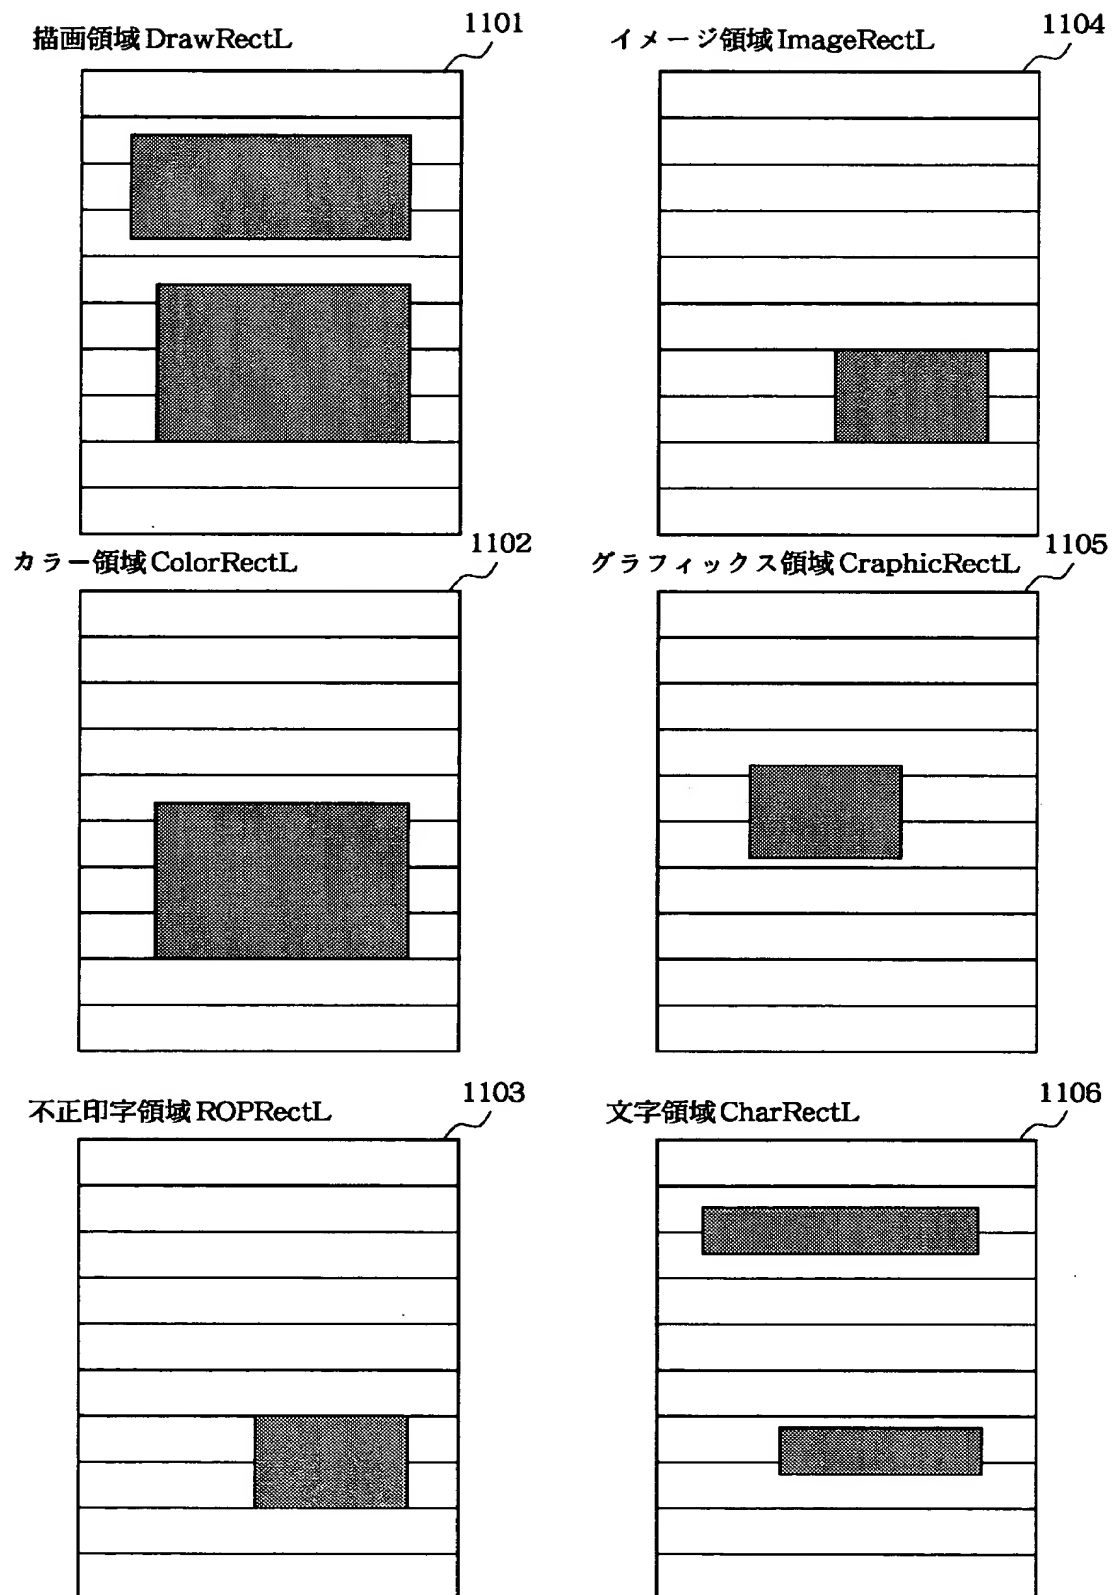 1101
描画領域 DrawRectL
1104
イメージ領域 ImageRectL
1102
カラー領域 ColorRectL
1105
グラフィックス領域 CraphicRectL
1103
不正印字領域 ROPRectL
1106
文字領域 CharRectL